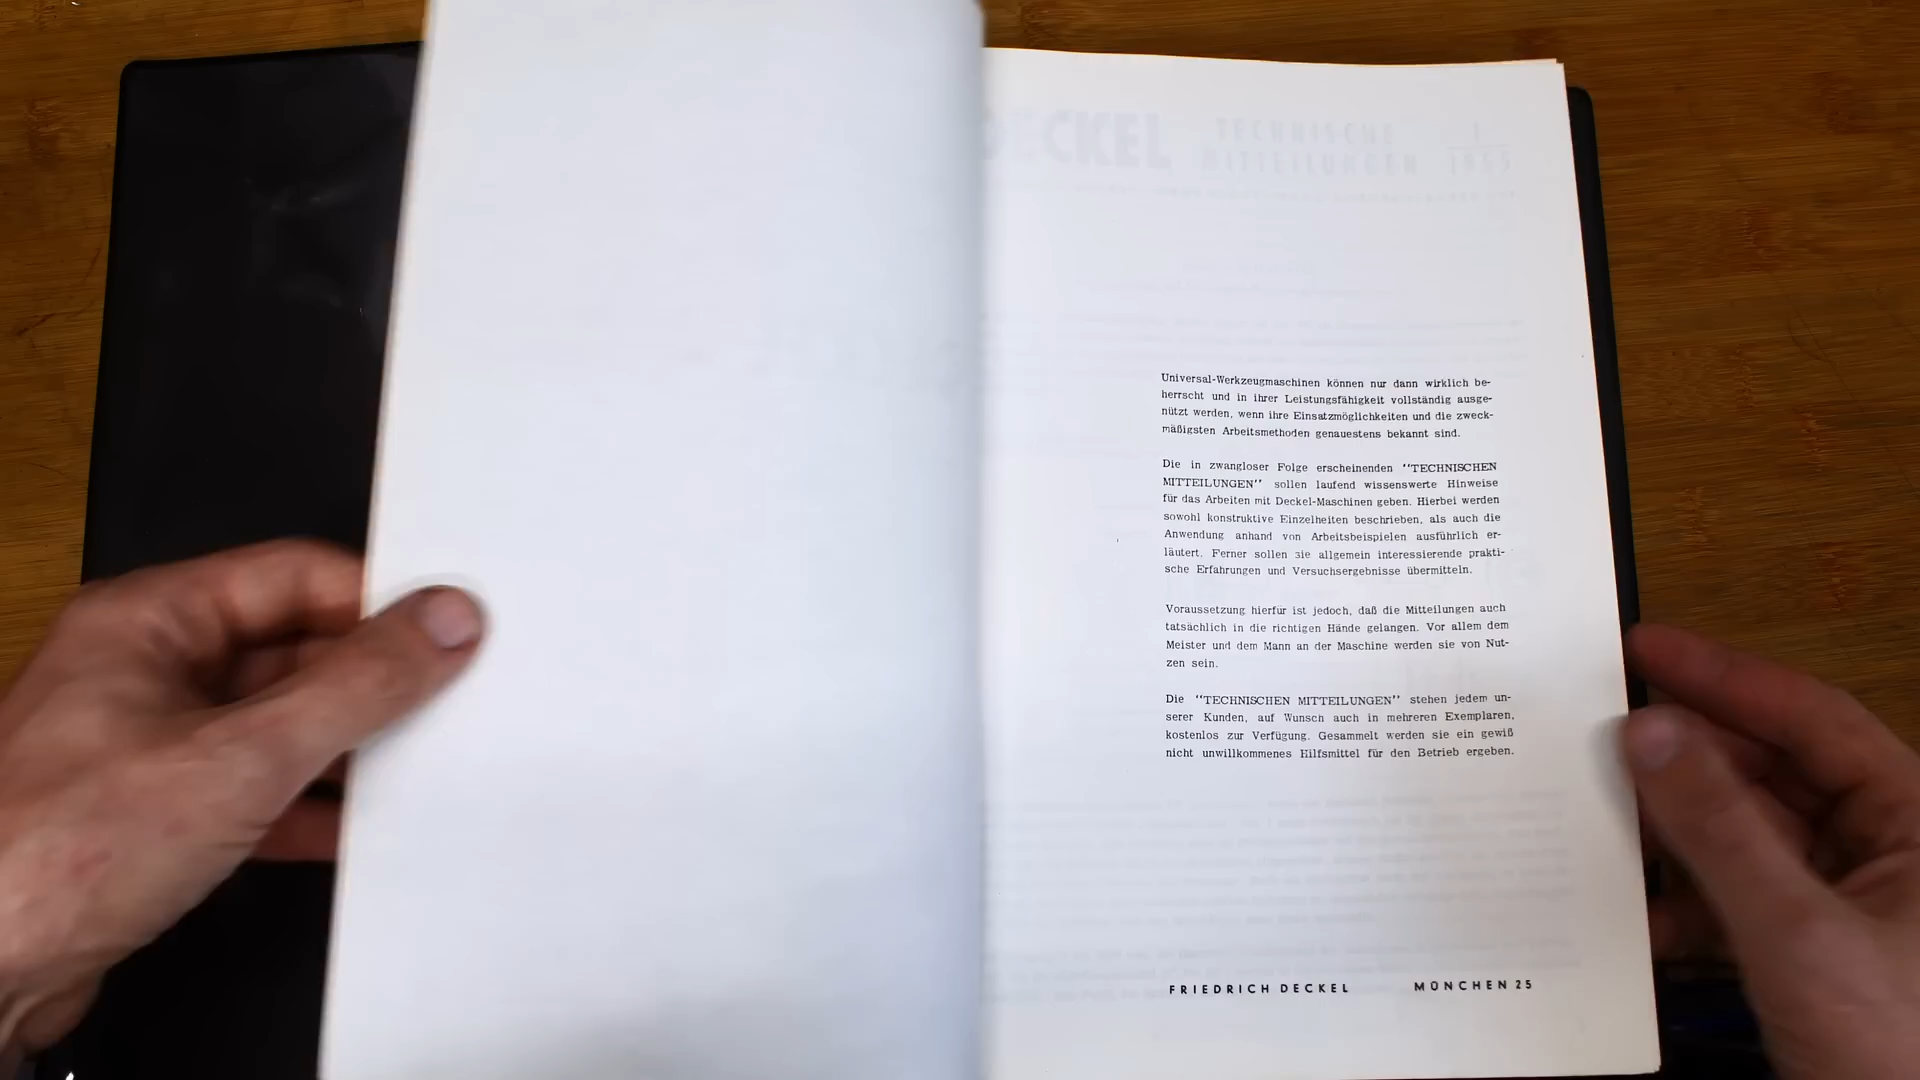 DECKEL TECHNISCHE 1
MITTEILUNGEN 1955
Universal-Werkzeugmaschinen können nur dann wirklich be-
herrscht und in ihrer Leistungsfähigkeit vollständig ausge-
nützt werden, wenn ihre Einsatzmöglichkeiten und die zweck-
mäßigsten Arbeitsmethoden genauestens bekannt sind.
Die in zwangloser Folge erscheinenden "TECHNISCHEN
MITTEILUNGEN" sollen laufend wissenswerte Hinweise
für das Arbeiten mit Deckel-Maschinen geben. Hierbei werden
sowohl konstruktive Einzelheiten beschrieben, als auch die
Anwendung anhand von Arbeitsbeispielen ausführlich er-
läutert. Ferner sollen sie allgemein interessierende prakti-
sche Erfahrungen und Versuchsergebnisse übermitteln.
Voraussetzung hierfür ist jedoch, daß die Mitteilungen auch
tatsächlich in die richtigen Hände gelangen. Vor allem dem
Meister und dem Mann an der Maschine werden sie von Nut-
zen sein.
Die "TECHNISCHEN MITTEILUNGEN" stehen jedem un-
serer Kunden, auf Wunsch auch in mehreren Exemplaren,
kostenlos zur Verfügung. Gesammelt werden sie ein gewiß
nicht unwillkommenes Hilfsmittel für den Betrieb ergeben.
FRIEDRICH DECKEL MÜNCHEN 25